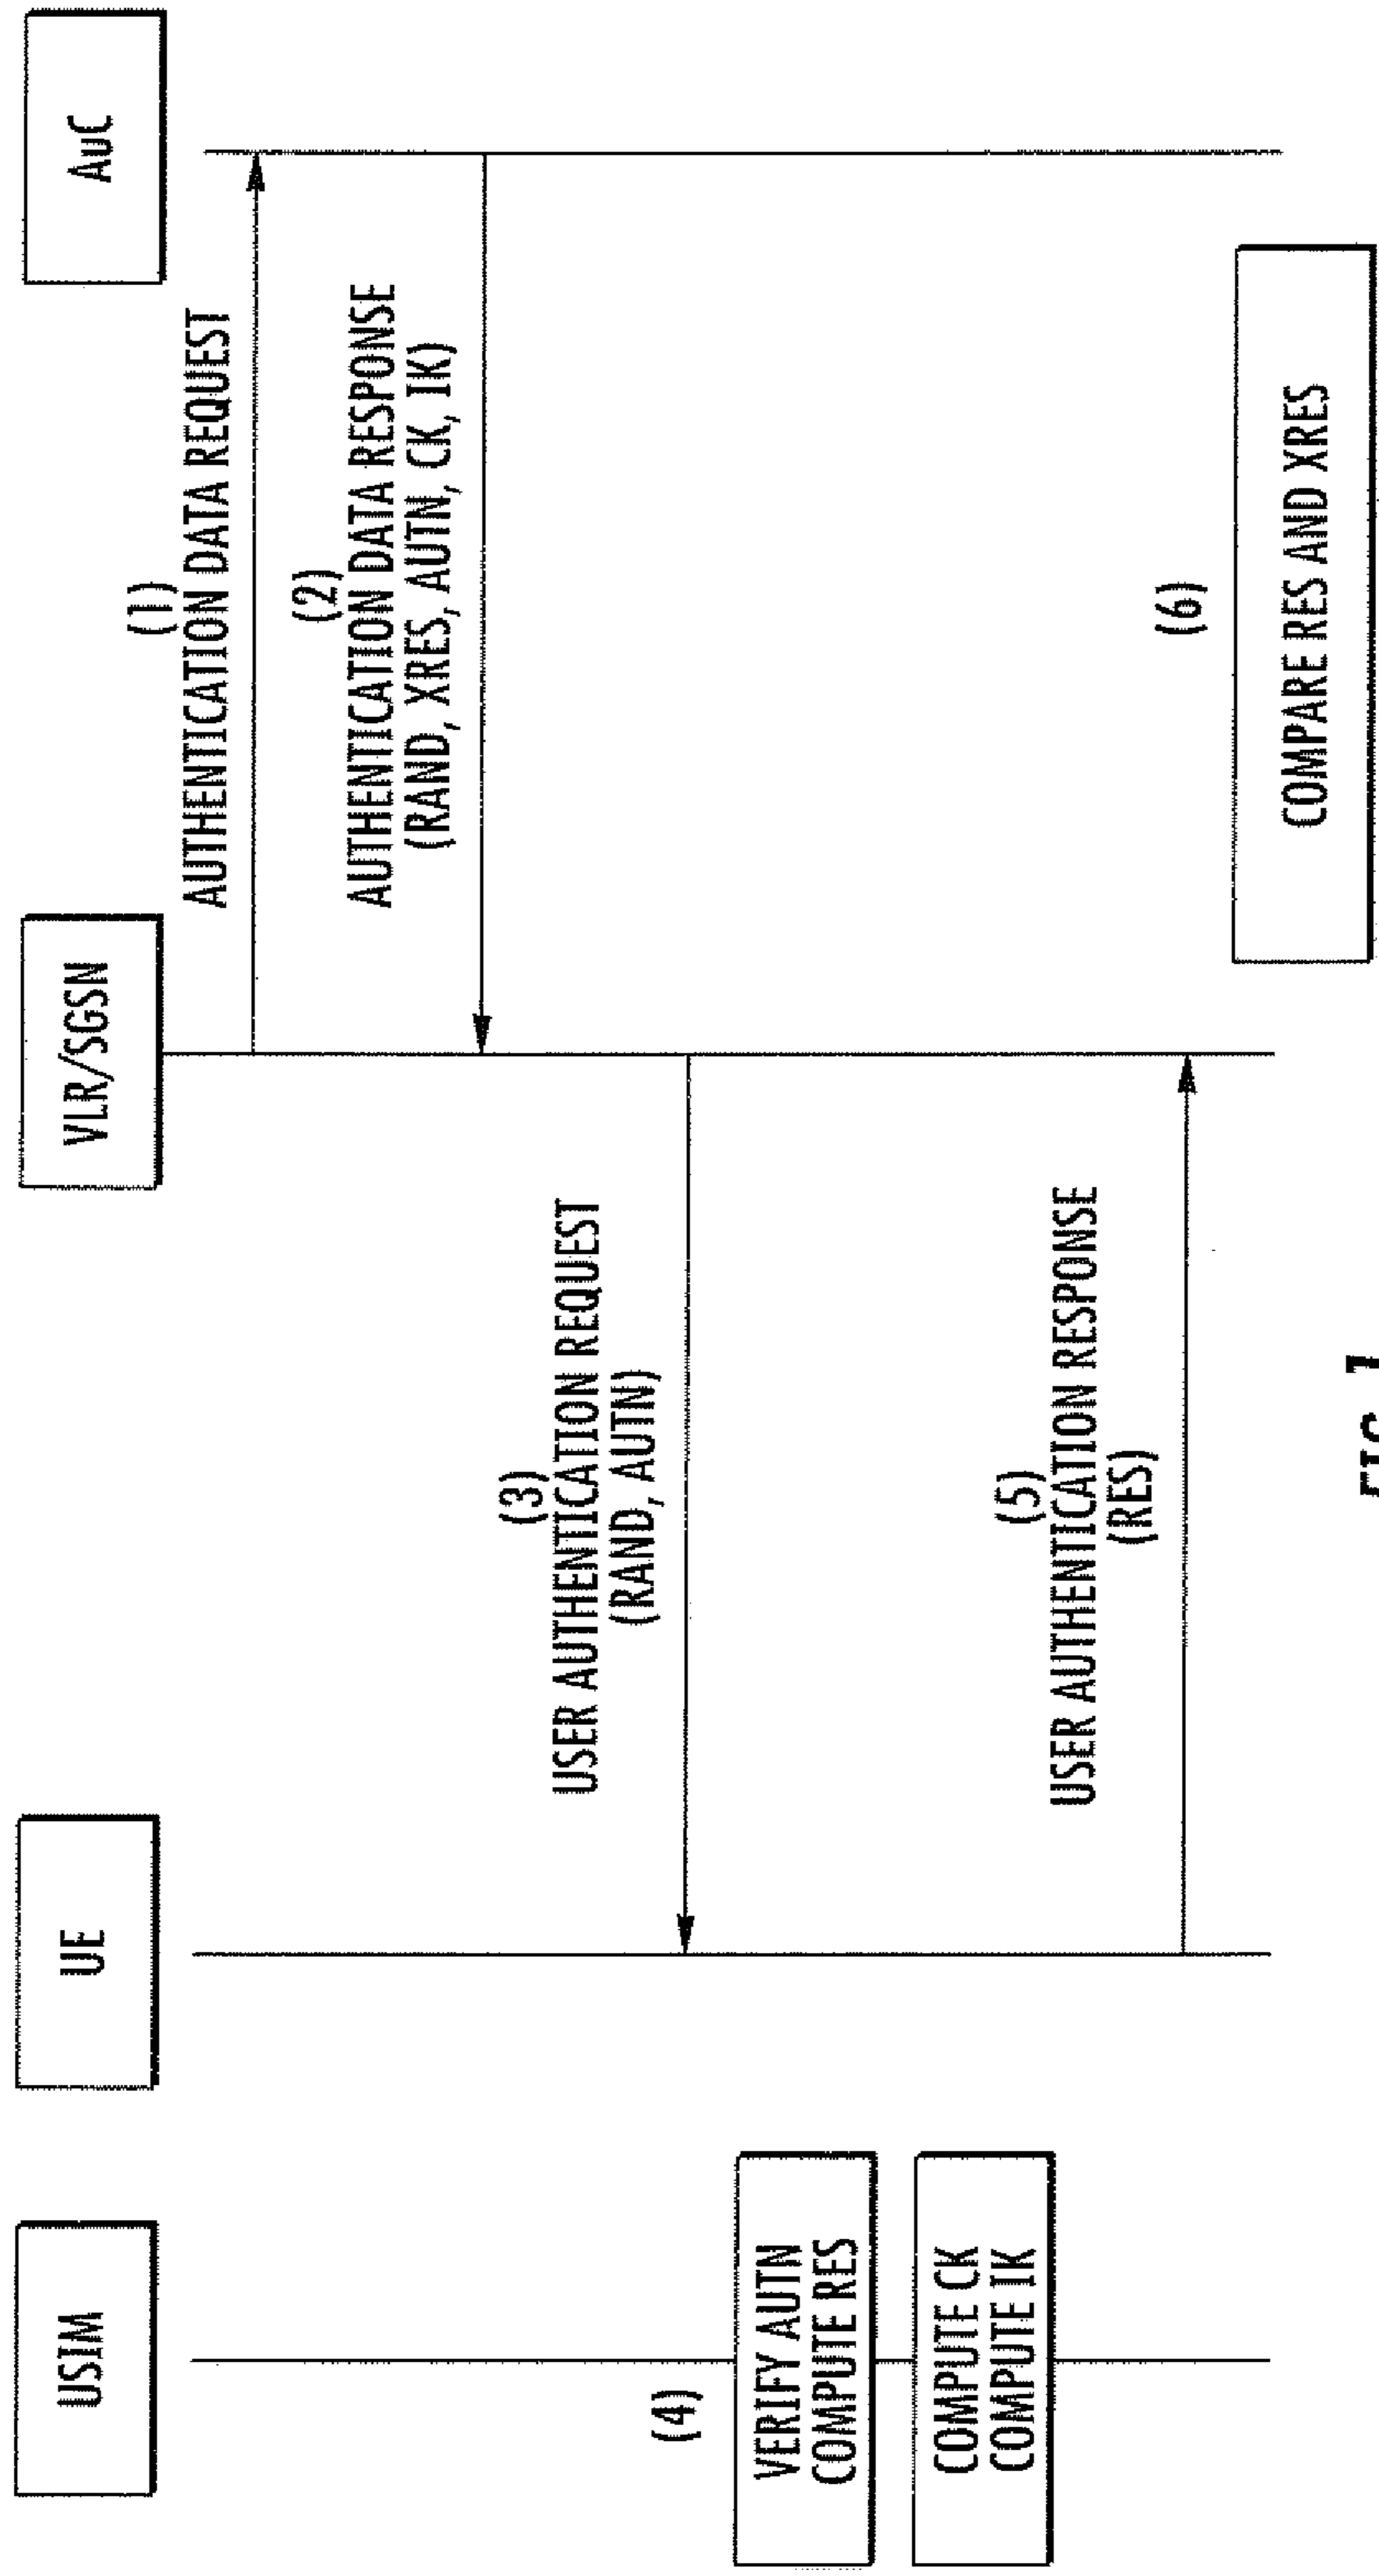 USIM
UE
VLR/SGSN
AuC
(1)
AUTHENTICATION DATA REQUEST
(2)
AUTHENTICATION DATA RESPONSE
(RAND, XRES, AUTN, CK, IK)
(3)
USER AUTHENTICATION REQUEST
(RAND, AUTN)
(4)
VERIFY AUTN
COMPUTE RES
COMPUTE CK
COMPUTE IK
(5)
USER AUTHENTICATION RESPONSE
(RES)
(6)
COMPARE RES AND XRES